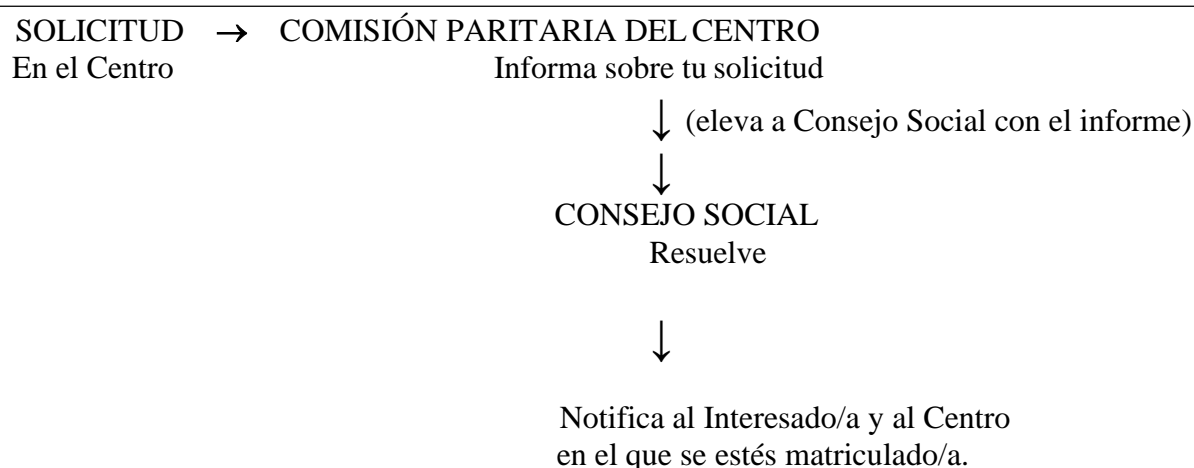 SOLICITUD → COMISIÓN PARITARIA DEL CENTRO
En el Centro Informa sobre tu solicitud
↓ (eleva a Consejo Social con el informe)
↓
CONSEJO SOCIAL
Resuelve
↓
Notifica al Interesado/a y al Centro
en el que se estés matriculado/a.